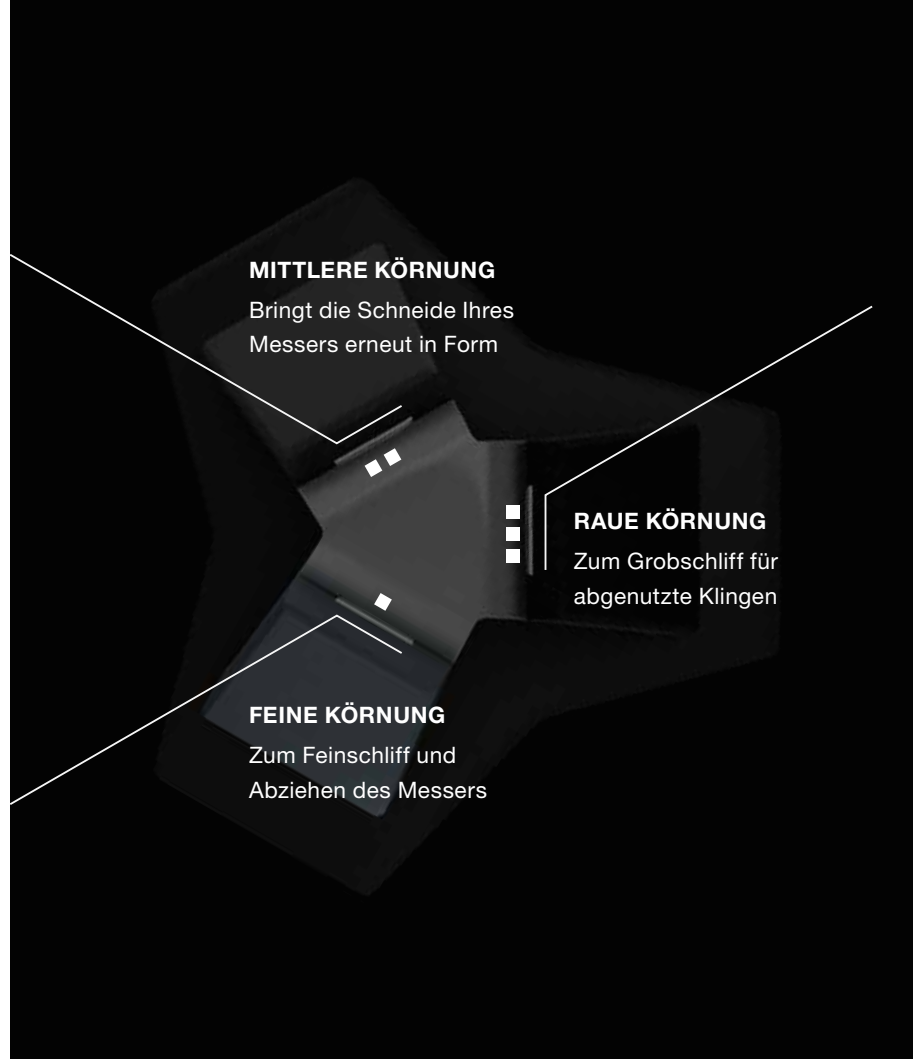 MITTLERE KÖRNUNG
Bringt die Schneide Ihres
Messers erneut in Form
RAUE KÖRNUNG
Zum Grobschliff für
abgenutzte Klingen
FEINE KÖRNUNG
Zum Feinschliff und
Abziehen des Messers